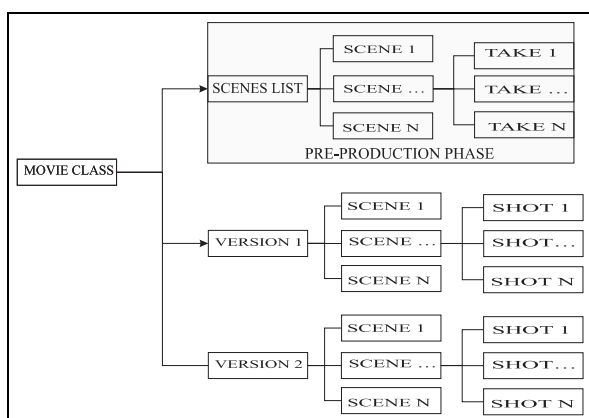 SCENE 1
TAKE 1
SCENES LIST
SCENE ...
TAKE ...
SCENE N
TAKE N
PRE-PRODUCTION PHASE
MOVIE CLASS
SCENE 1
SHOT 1
VERSION 1
SCENE ...
SHOT...
SCENE N
SHOT N
SCENE 1
SHOT 1
VERSION 2
SCENE ...
SHOT...
SCENE N
SHOT N